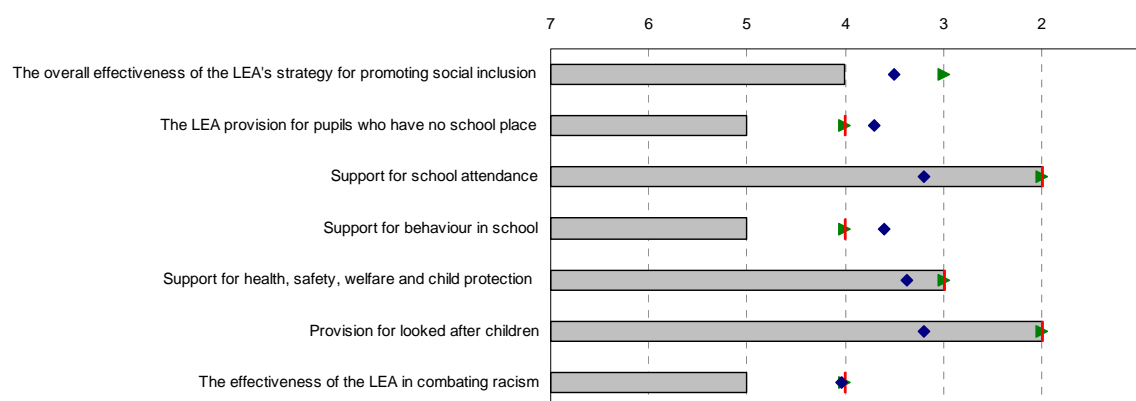 7 6 5 4 3 2
The overall effectiveness of the LEA's strategy for promoting social inclusion
The LEA provision for pupils who have no school place
Support for school attendance
Support for behaviour in school
Support for health, safety, welfare and child protection
Provision for looked after children
The effectiveness of the LEA in combating racism